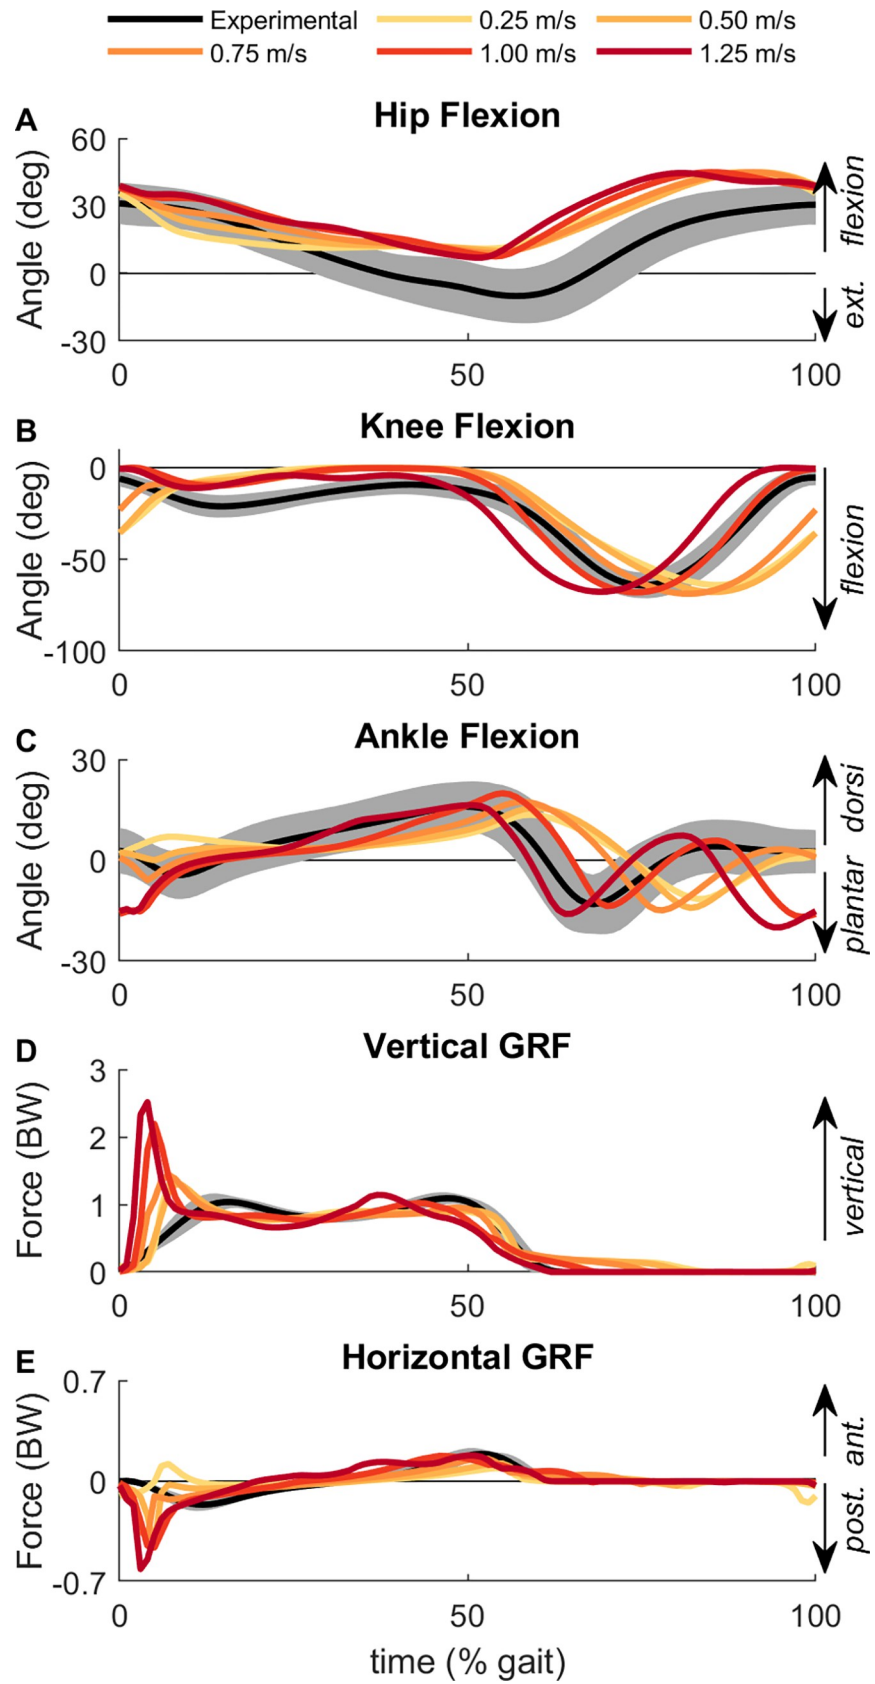 Experimental 0.25 m/s 0.50 m/s
0.75 m/s 1.00 m/s 1.25 m/s
A Hip Flexion
60
30
0
-30
Angle (deg)
flexion
ext.
0 50 100
B Knee Flexion
0
-50
-100
Angle (deg)
flexion
0 50 100
C Ankle Flexion
30
0
-30
Angle (deg)
dorsi
plantar
0 50 100
D Vertical GRF
3
2
1
0
Force (BW)
vertical
0 50 100
E Horizontal GRF
0.7
0
-0.7
Force (BW)
ant.
post.
0 50 100
time (% gait)